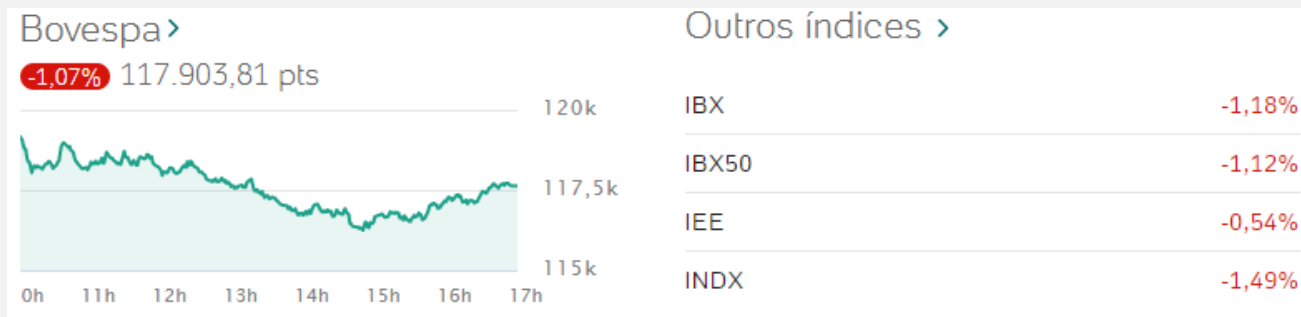 Bovespa >
-1,07% 117.903,81 pts
120k
117,5k
115k
0h 11h 12h 13h 14h 15h 16h 17h
Outros índices >
IBX -1,18%
IBX50 -1,12%
IEE -0,54%
INDX -1,49%